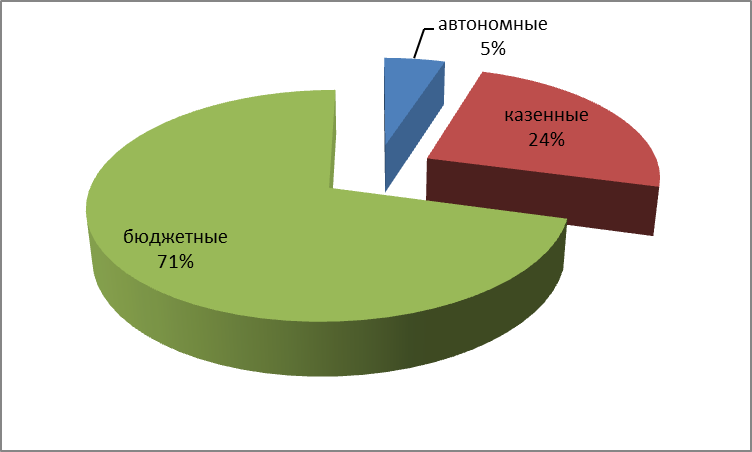 автономные
5%
казенные
24%
бюджетные
71%